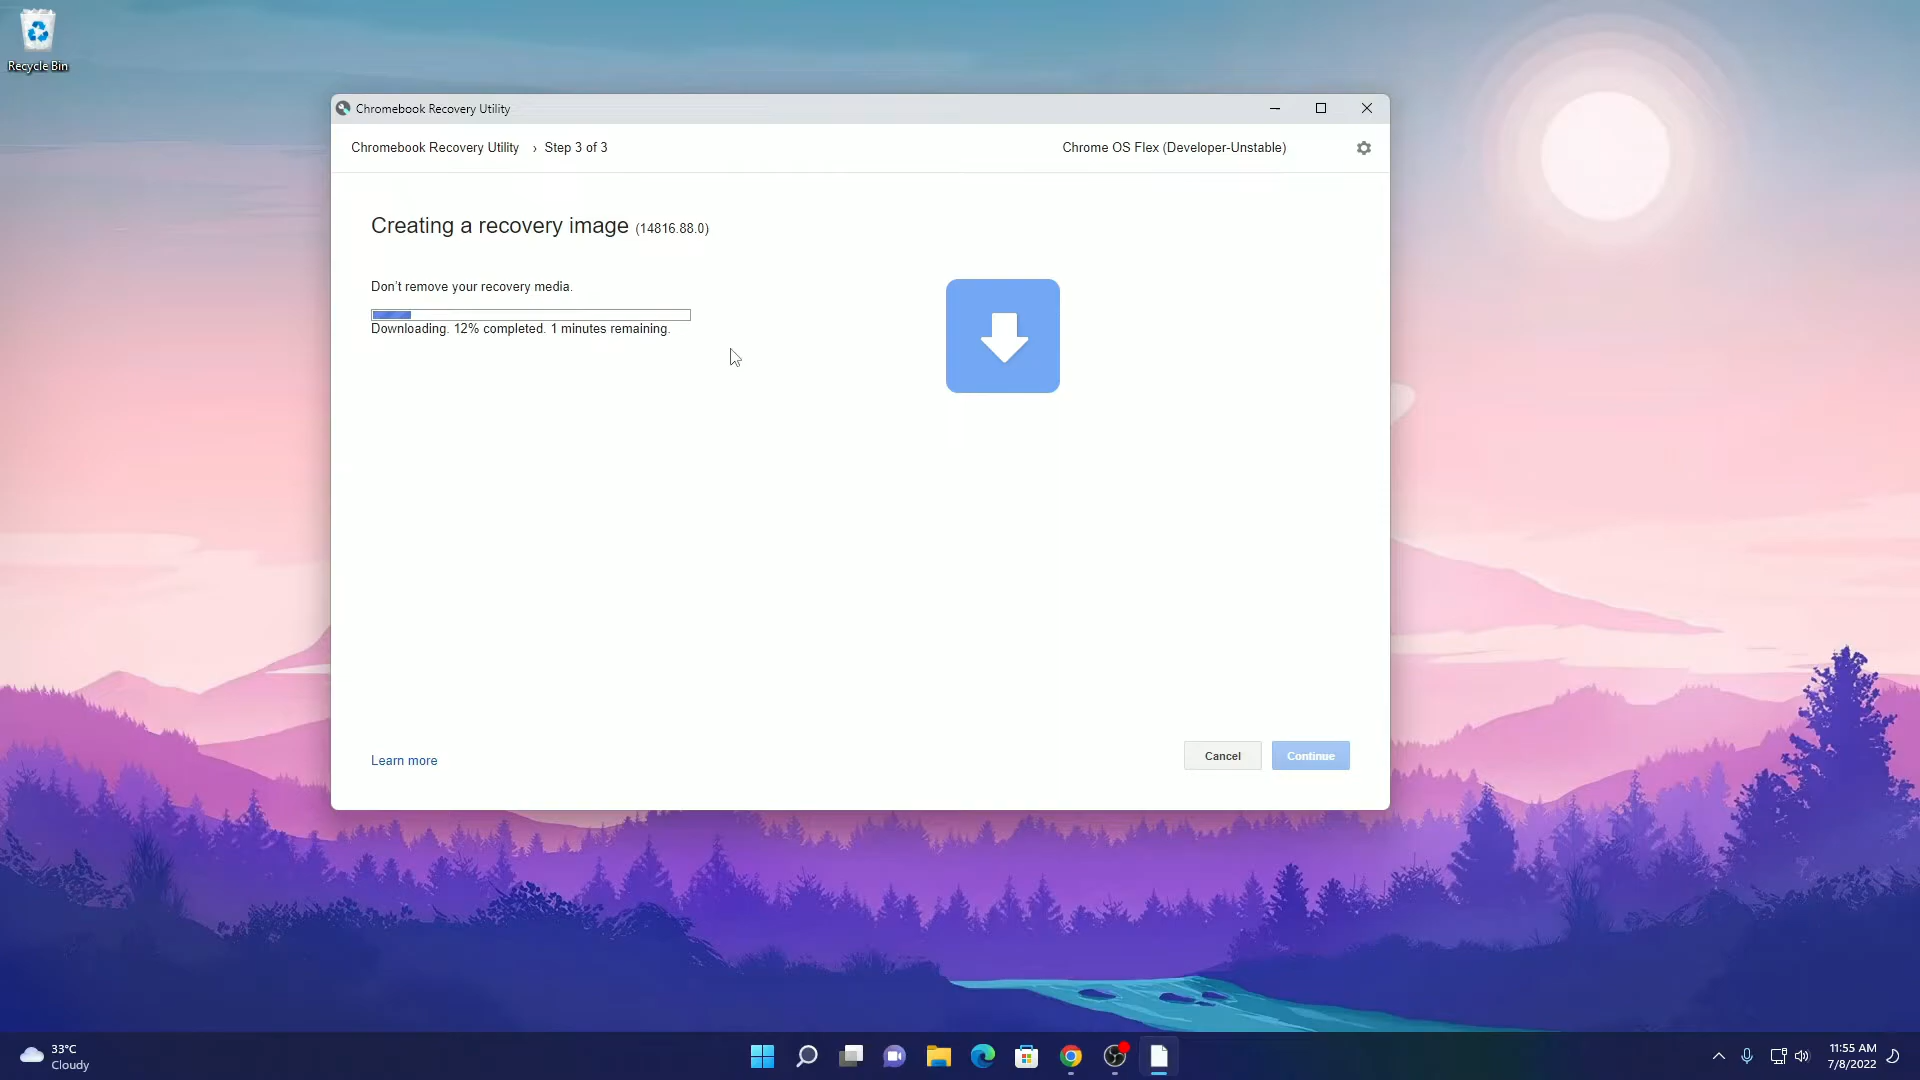 Recycle Bin
Chromebook Recovery Utility
Chromebook Recovery Utility › Step 3 of 3
Chrome OS Flex (Developer-Unstable)
Creating a recovery image (14816.88.0)
Don't remove your recovery media.
Downloading. 12% completed. 1 minutes remaining.
Learn more
Cancel
Continue
33°C
Cloudy
11:55 AM
7/8/2022